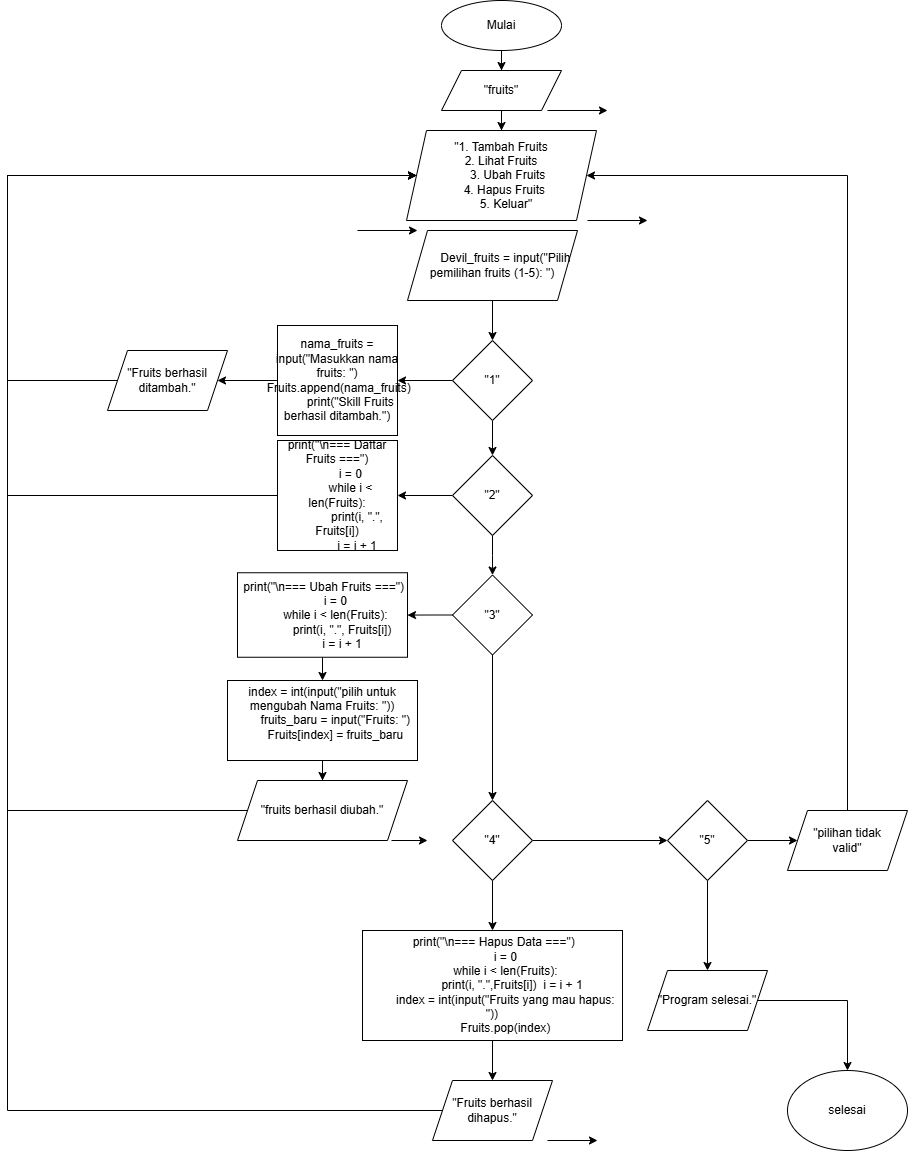 Mulai
"fruits"
"1. Tambah Fruits
2. Lihat Fruits
3. Ubah Fruits
4. Hapus Fruits
5. Keluar"
Devil_fruits = input("Pilih
pemilihan fruits (1-5): ")
"1"
nama_fruits =
input("Masukkan nama
fruits: ")
Fruits.append(nama_fruits)
print("Skill Fruits
berhasil ditambah.")
"Fruits berhasil
ditambah."
"2"
print("\n=== Daftar
Fruits ===")
i = 0
while i <
len(Fruits):
print(i, ".",
Fruits[i])
i = i + 1
"3"
print("\n=== Ubah Fruits ===")
i = 0
while i < len(Fruits):
print(i, ".", Fruits[i])
i = i + 1
index = int(input("pilih untuk
mengubah Nama Fruits: "))
fruits_baru = input("Fruits: ")
Fruits[index] = fruits_baru
"fruits berhasil diubah."
"4"
"5"
"pilihan tidak
valid"
print("\n=== Hapus Data ===")
i = 0
while i < len(Fruits):
print(i, ".",Fruits[i])  i = i + 1
index = int(input("Fruits yang mau hapus:
"))
Fruits.pop(index)
"Program selesai."
"Fruits berhasil
dihapus."
selesai